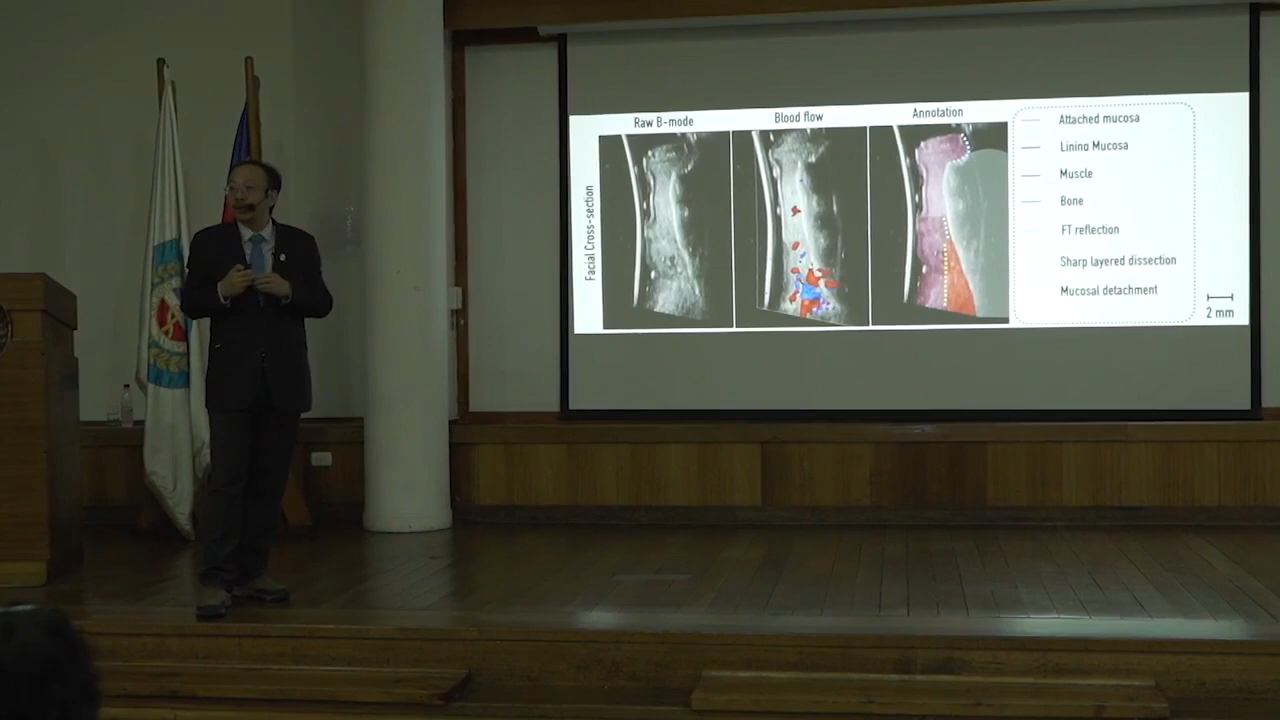 Raw B-mode
Blood flow
Annotation
Facial Cross-section
Attached mucosa
Lining Mucosa
Muscle
Bone
FT reflection
Sharp layered dissection
Mucosal detachment
2 mm